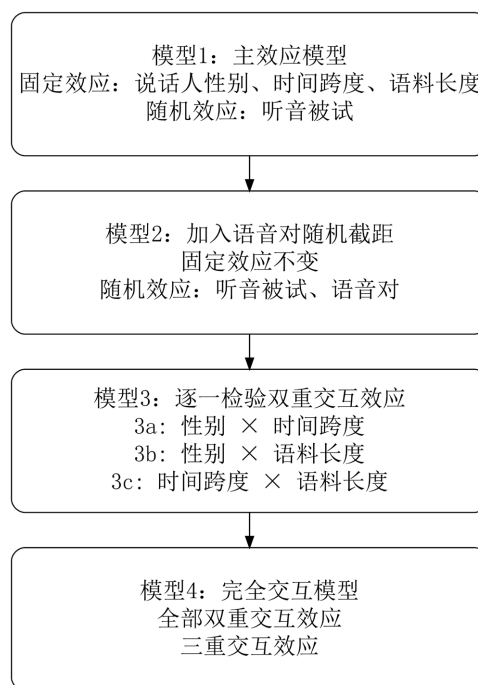 模型1: 主效应模型
固定效应: 说话人性别、时间跨度、语料长度
随机效应: 听音被试
模型2: 加入语音对随机截距
固定效应不变
随机效应: 听音被试、语音对
模型3: 逐一检验双重交互效应
3a: 性别 × 时间跨度
3b: 性别 × 语料长度
3c: 时间跨度 × 语料长度
模型4: 完全交互模型
全部双重交互效应
三重交互效应